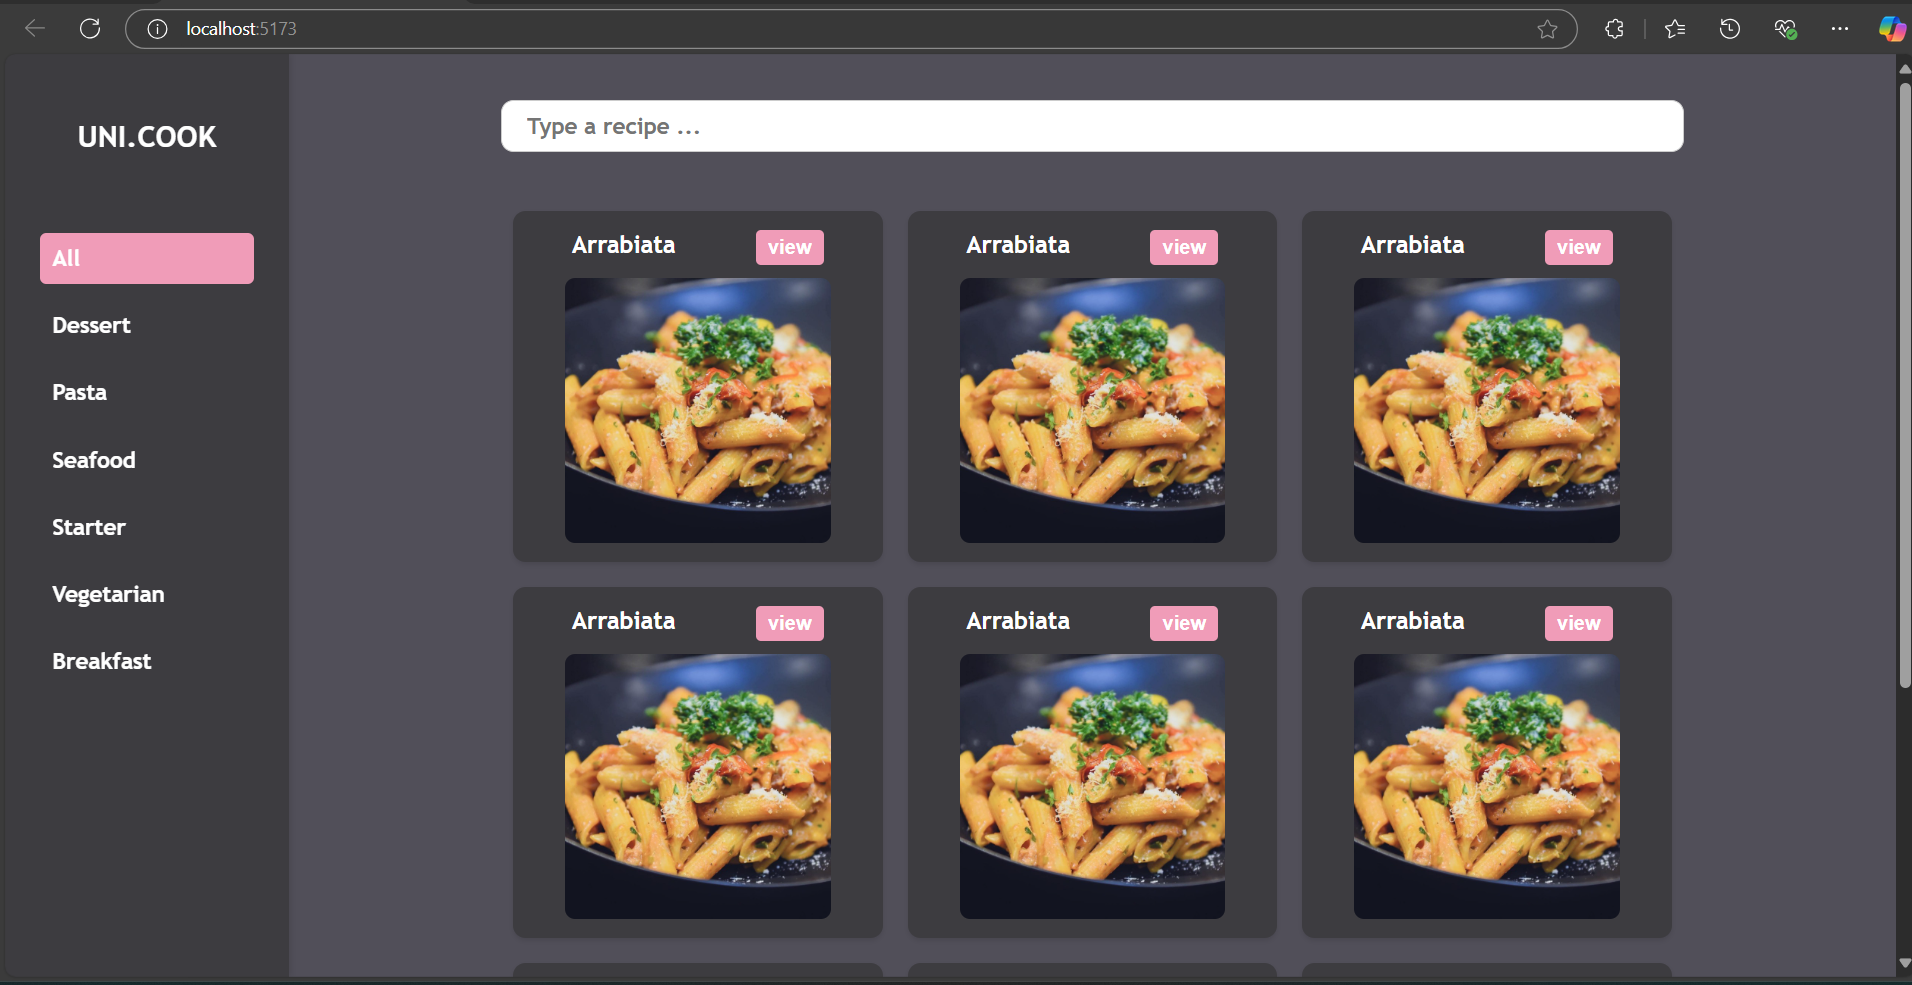 localhost:5173
UNI.COOK
All
Dessert
Pasta
Seafood
Starter
Vegetarian
Breakfast
Type a recipe ...
Arrabiata view
Arrabiata view
Arrabiata view
Arrabiata view
Arrabiata view
Arrabiata view